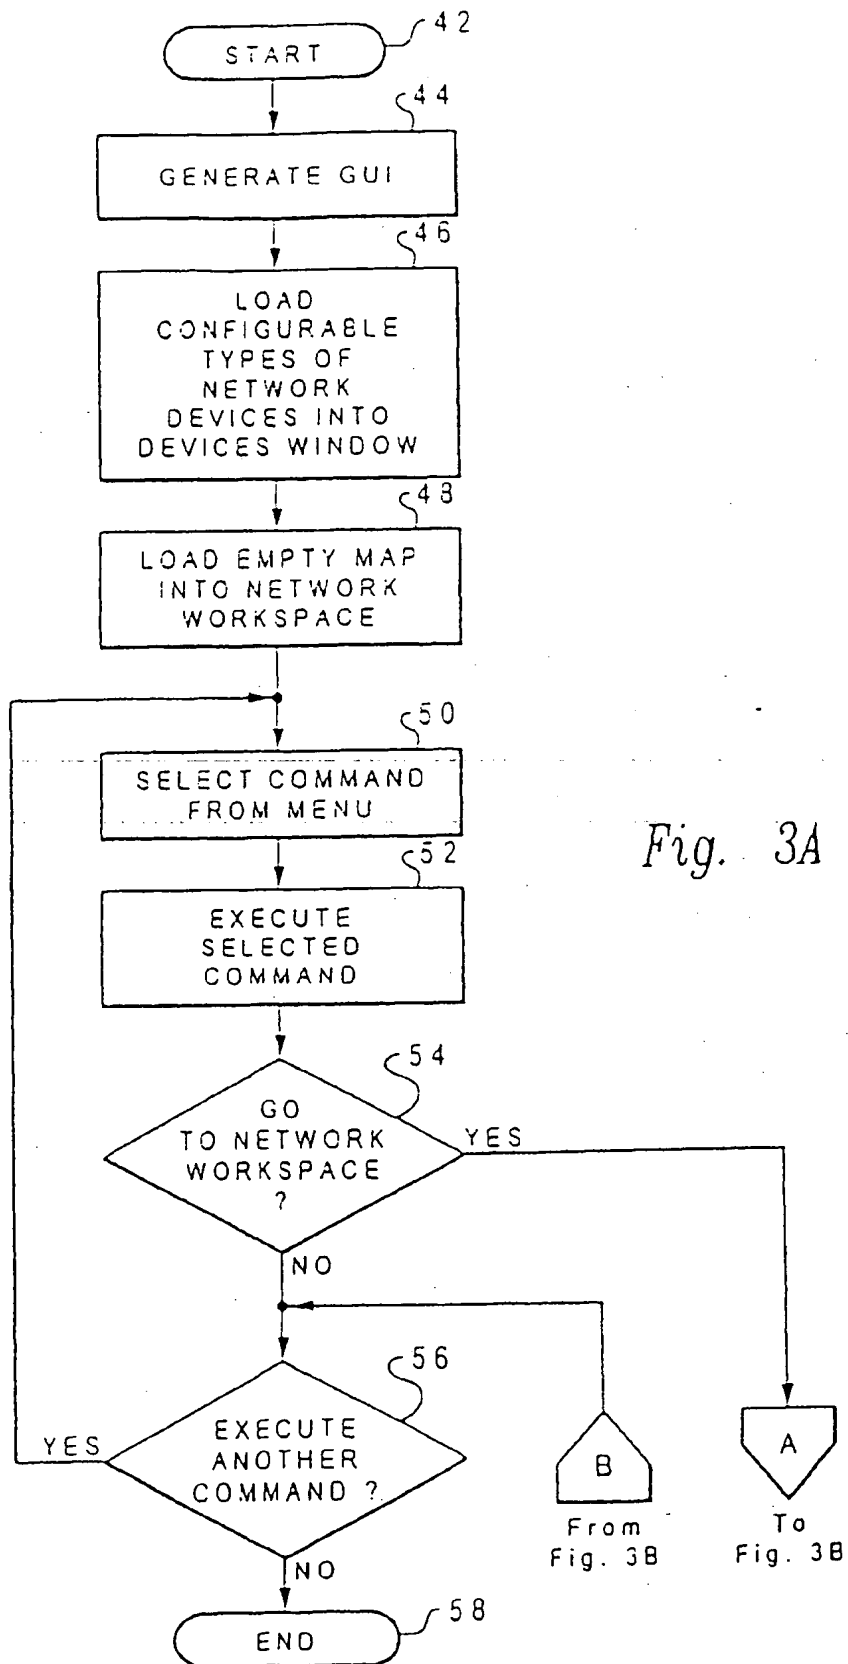 42
START
44
GENERATE GUI
46
LOAD
CONFIGURABLE
TYPES OF
NETWORK
DEVICES INTO
DEVICES WINDOW
48
LOAD EMPTY MAP
INTO NETWORK
WORKSPACE
50
SELECT COMMAND
FROM MENU
Fig. 3A
52
EXECUTE
SELECTED
COMMAND
54
GO
TO NETWORK
WORKSPACE
?
YES
NO
56
EXECUTE
ANOTHER
COMMAND ?
YES
B
From
Fig. 3B
A
To
Fig. 3B
NO
58
END